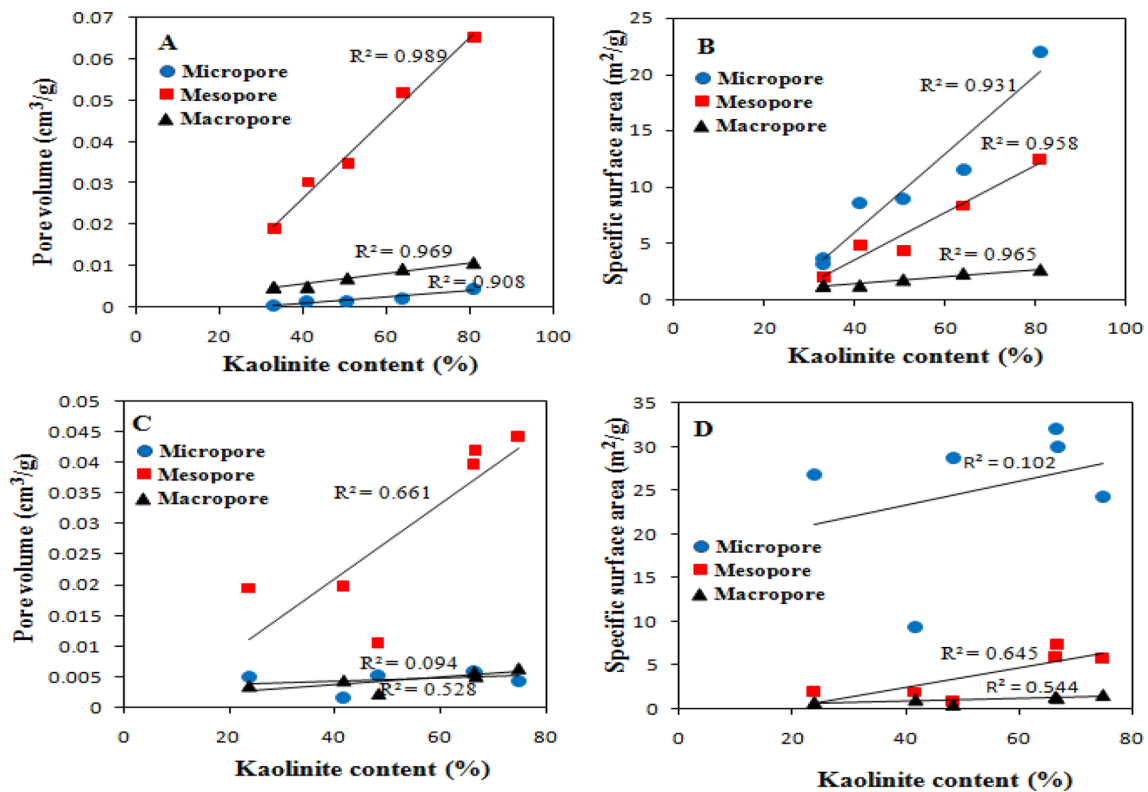 A
Micropore
Mesopore
Macropore
R² = 0.989
R² = 0.969
R² = 0.908
Pore volume (cm³/g)
0.07
0.06
0.05
0.04
0.03
0.02
0.01
0
0 20 40 60 80 100
Kaolinite content (%)
B
Micropore
Mesopore
Macropore
R² = 0.931
R² = 0.958
R² = 0.965
Specific surface area (m²/g)
25
20
15
10
5
0
0 20 40 60 80 100
Kaolinite content (%)
C
Micropore
Mesopore
Macropore
R² = 0.661
R² = 0.094
R² = 0.528
Pore volume (cm³/g)
0.05
0.045
0.04
0.035
0.03
0.025
0.02
0.015
0.01
0.005
0
0 20 40 60 80
Kaolinite content (%)
D
R² = 0.102
Micropore
Mesopore
Macropore
R² = 0.645
R² = 0.544
Specific surface area (m²/g)
35
30
25
20
15
10
5
0
0 20 40 60 80
Kaolinite content (%)